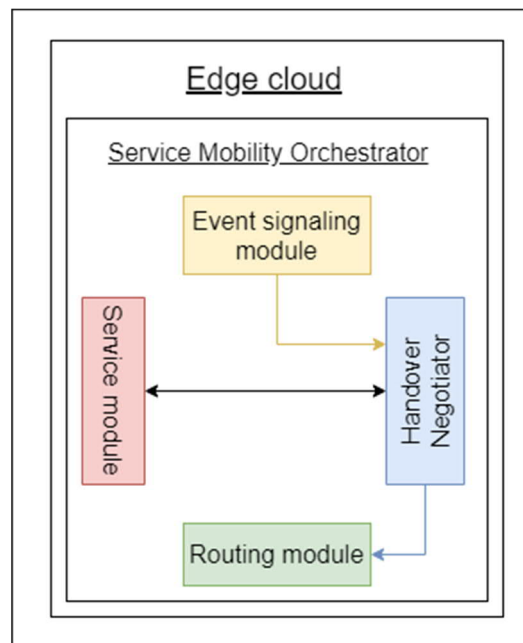 Edge cloud
Service Mobility Orchestrator
Event signaling
module
Service module
Handover
Negotiator
Routing module